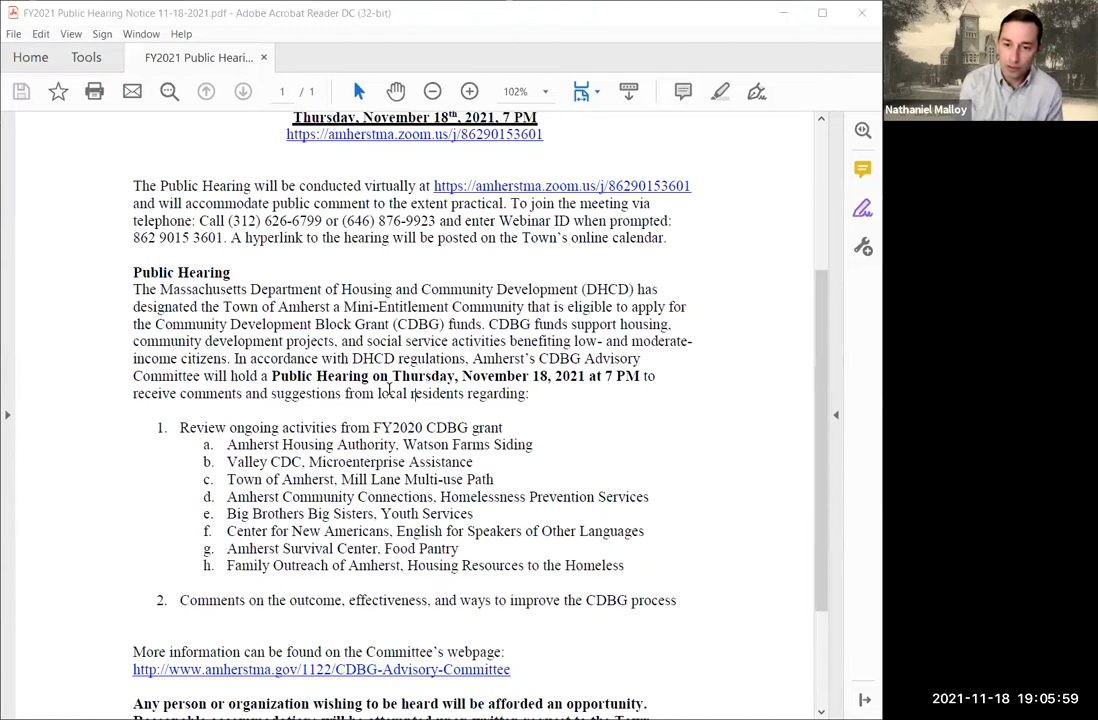 FY2021 Public Hearing Notice 11-18-2021.pdf - Adobe Acrobat Reader DC (32-bit)
File Edit View Sign Window Help
Home Tools FY2021 Public Heari... ×
1 / 1 102%
Thursday, November 18th, 2021, 7 PM
https://amherstma.zoom.us/j/86290153601
The Public Hearing will be conducted virtually at https://amherstma.zoom.us/j/86290153601
and will accommodate public comment to the extent practical. To join the meeting via
telephone: Call (312) 626-6799 or (646) 876-9923 and enter Webinar ID when prompted:
862 9015 3601. A hyperlink to the hearing will be posted on the Town's online calendar.
Public Hearing
The Massachusetts Department of Housing and Community Development (DHCD) has
designated the Town of Amherst a Mini-Entitlement Community that is eligible to apply for
the Community Development Block Grant (CDBG) funds. CDBG funds support housing,
community development projects, and social service activities benefiting low- and moderate-
income citizens. In accordance with DHCD regulations, Amherst's CDBG Advisory
Committee will hold a Public Hearing on Thursday, November 18, 2021 at 7 PM to
receive comments and suggestions from local residents regarding:
1. Review ongoing activities from FY2020 CDBG grant
a. Amherst Housing Authority, Watson Farms Siding
b. Valley CDC, Microenterprise Assistance
c. Town of Amherst, Mill Lane Multi-use Path
d. Amherst Community Connections, Homelessness Prevention Services
e. Big Brothers Big Sisters, Youth Services
f. Center for New Americans, English for Speakers of Other Languages
g. Amherst Survival Center, Food Pantry
h. Family Outreach of Amherst, Housing Resources to the Homeless
2. Comments on the outcome, effectiveness, and ways to improve the CDBG process
More information can be found on the Committee's webpage:
http://www.amherstma.gov/1122/CDBG-Advisory-Committee
Any person or organization wishing to be heard will be afforded an opportunity.
Reasonable accommodations will be attempted upon written request to the Town
Nathaniel Malloy
2021-11-18 19:05:59